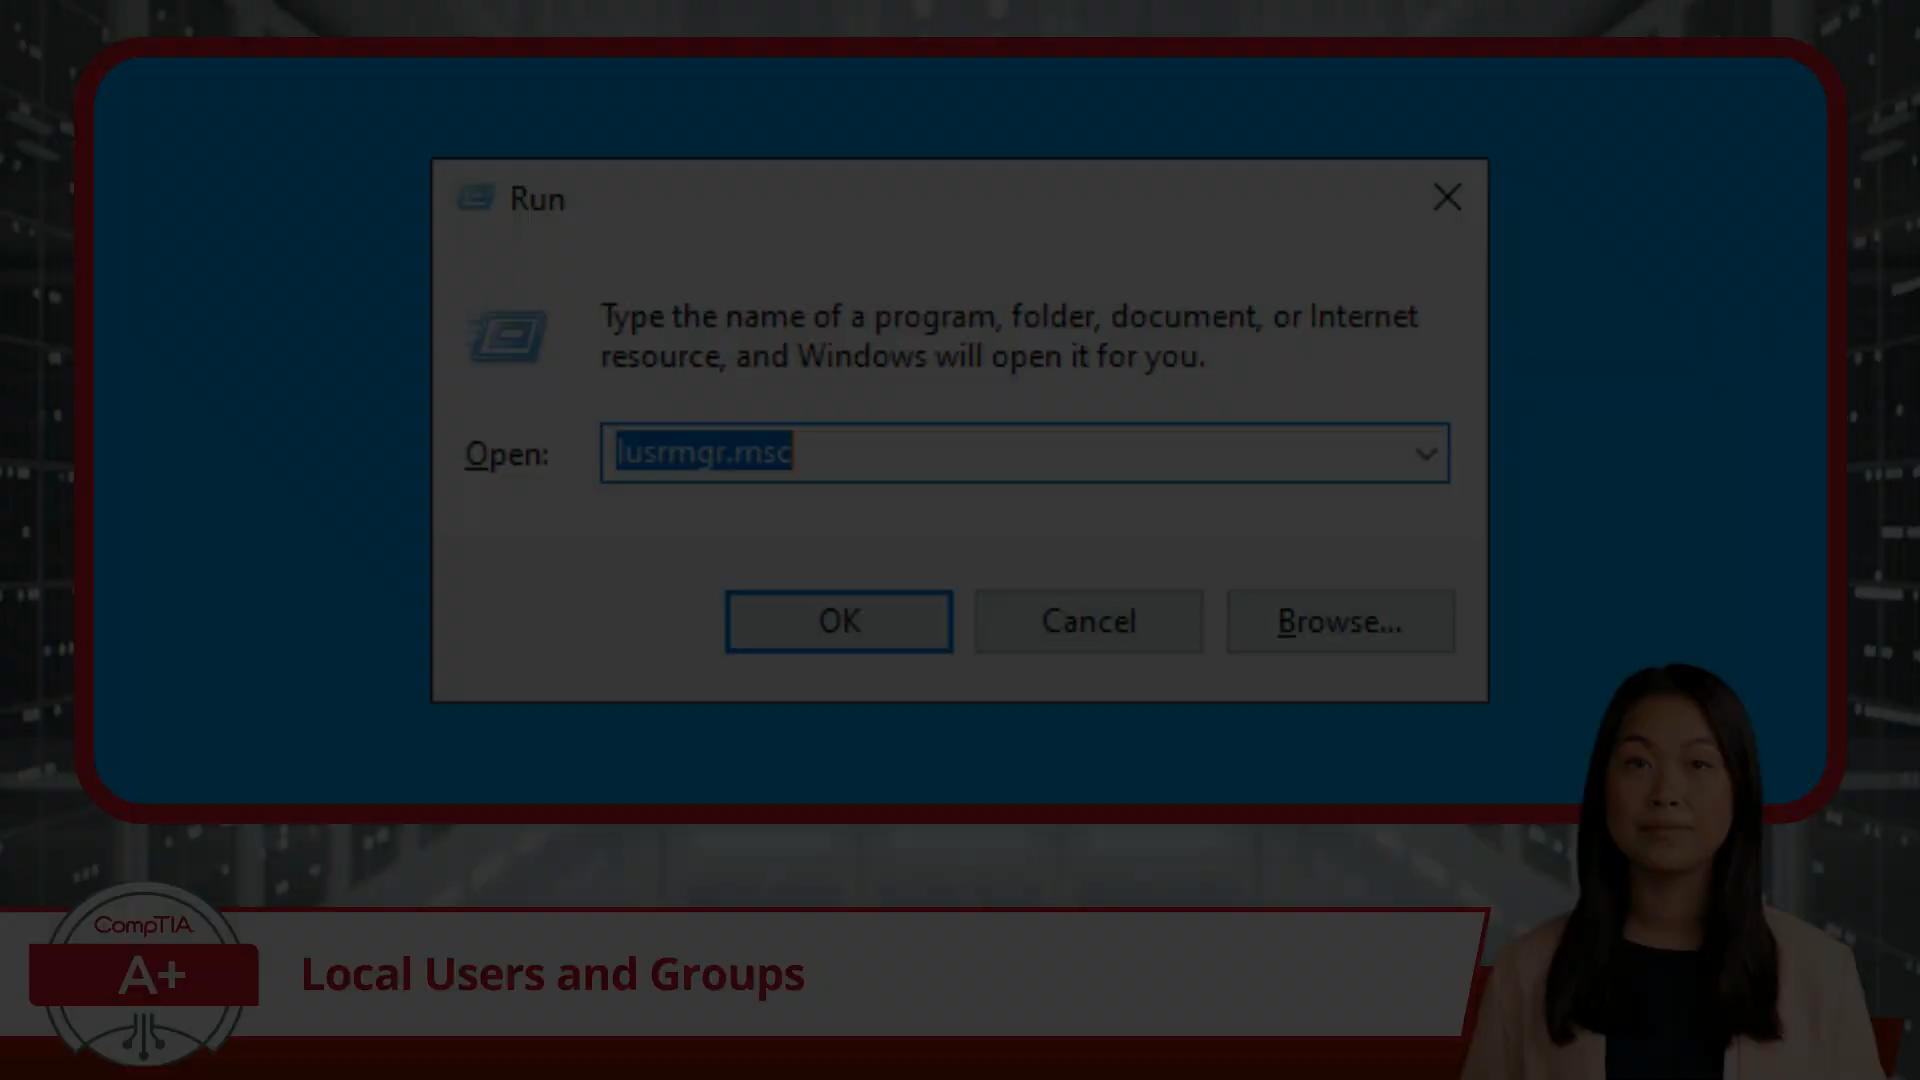 Run
Type the name of a program, folder, document, or Internet
resource, and Windows will open it for you.
Open:
lusrmgr.msc
OK
Cancel
Browse...
CompTIA
A+
Local Users and Groups